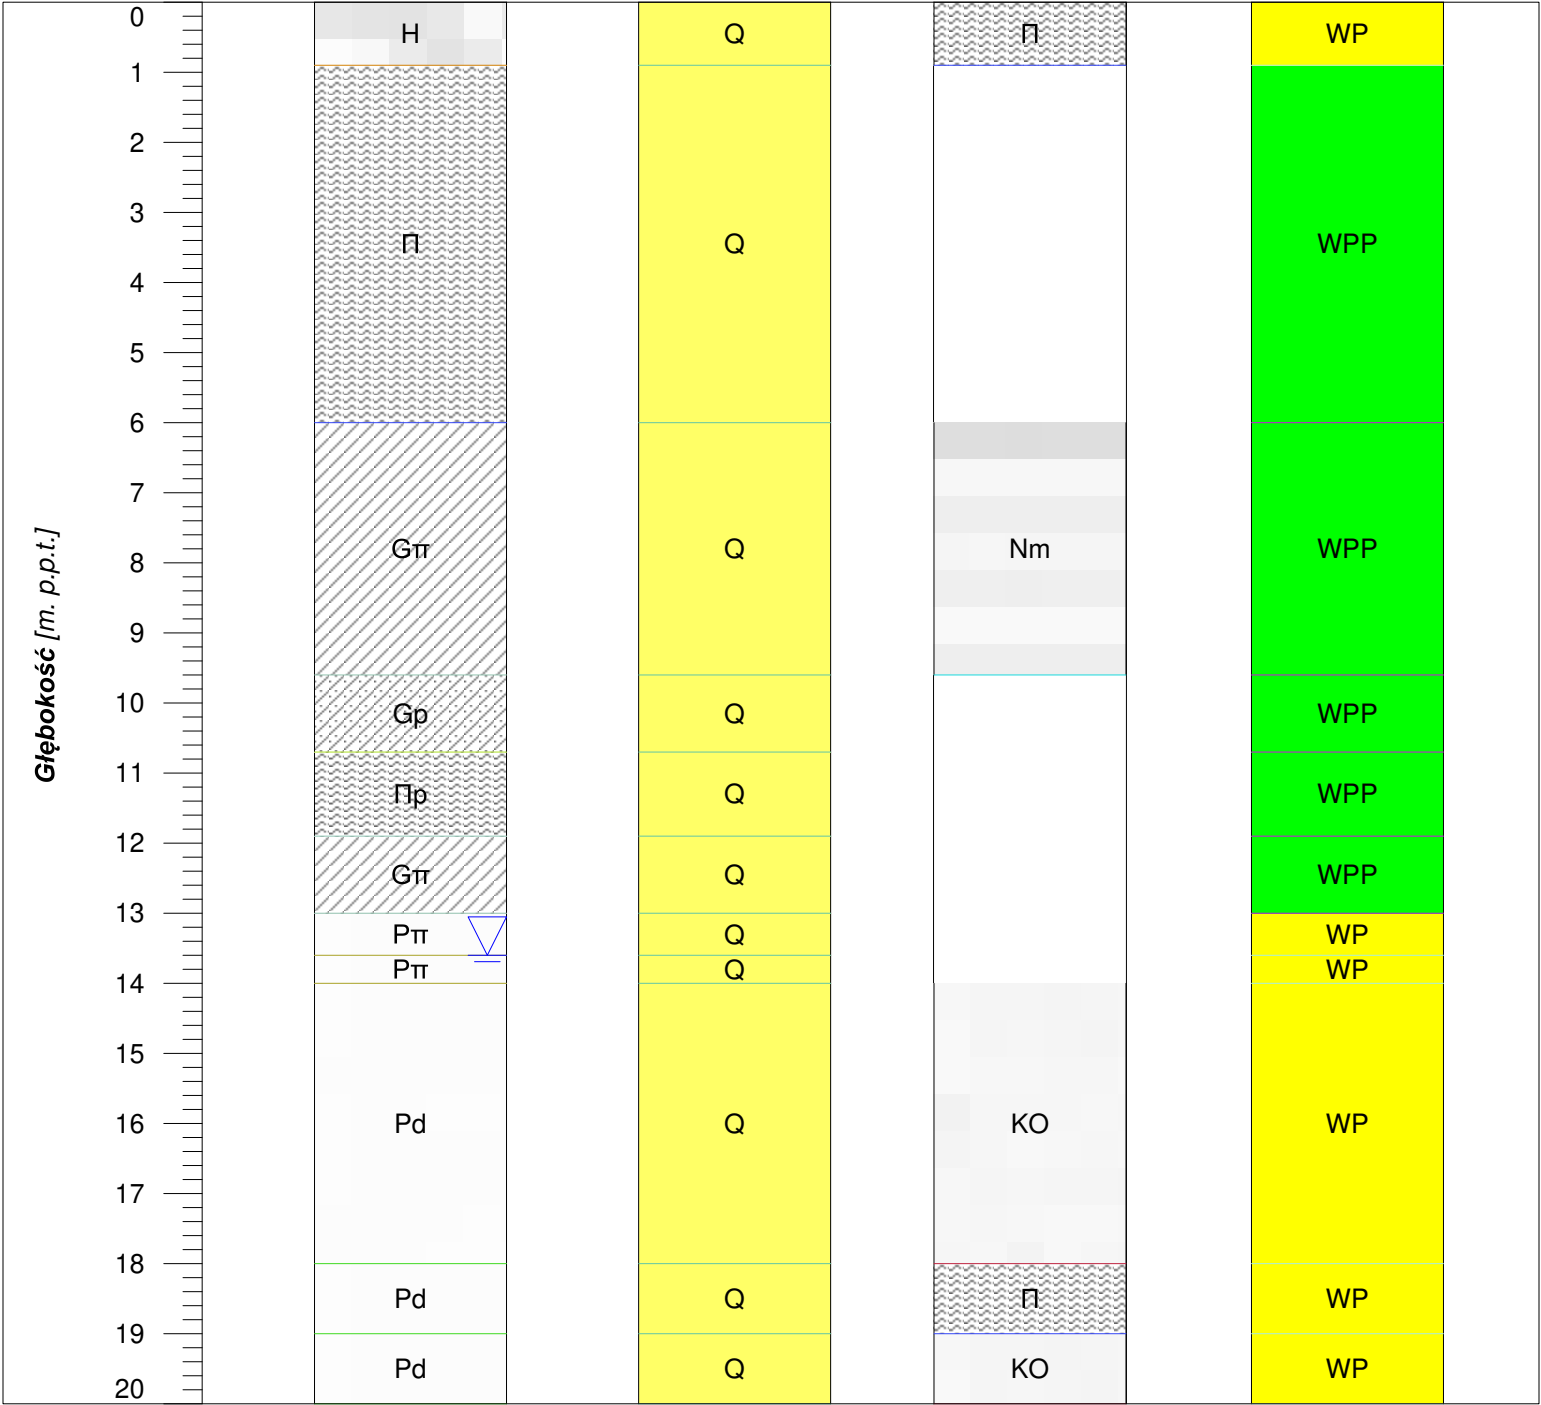 0
H Q Π WP
1
2
3
Π Q WPP
4
5
6
7
Gπ Q Nm WPP
8
9
Głębokość [m. p.p.t.]
10
Gp Q WPP
11
Πp Q WPP
12
Gπ Q WPP
13
Pπ Q WP
Pπ Q WP
14
15
16
Pd Q KO WP
17
18
Pd Q Π WP
19
Pd Q KO WP
20